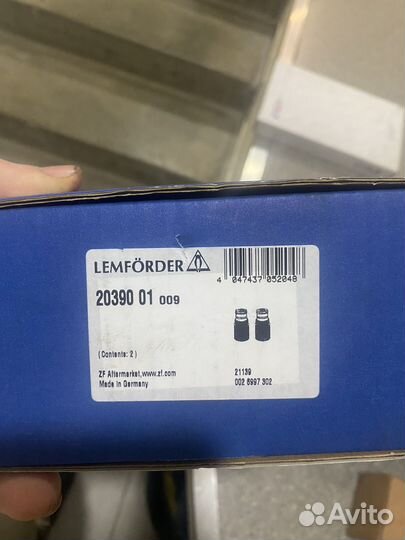 LEMFÖRDER
4 047437 052048
20390 01 009
( Contents: 2 )
ZF Aftermarket,www.zf.com
Made in Germany
21139
002 6997 302
Avito